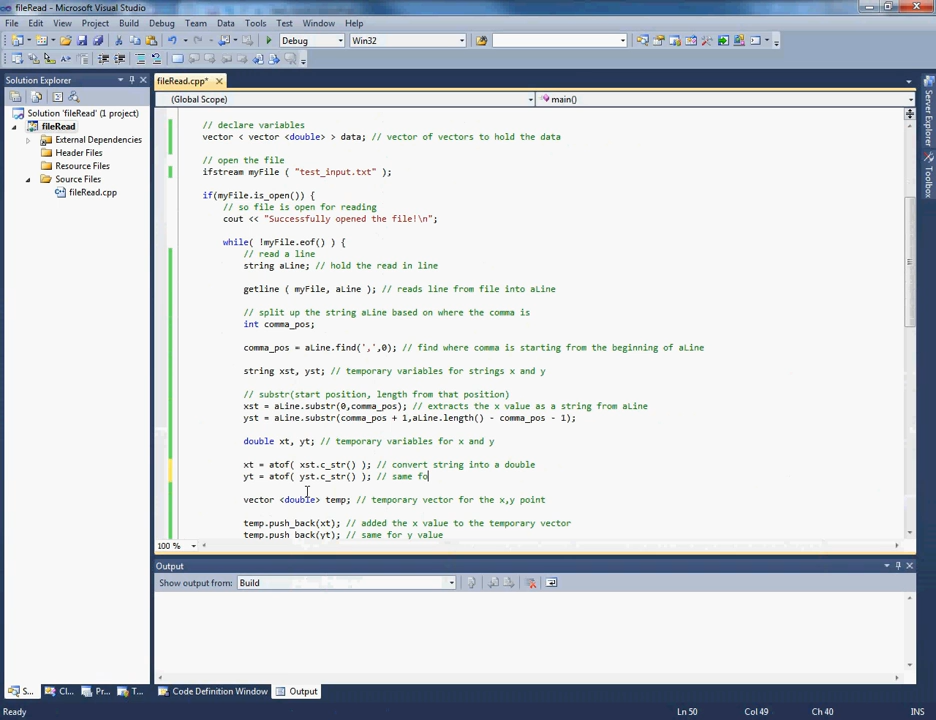 fileRead - Microsoft Visual Studio
File Edit View Project Build Debug Team Data Tools Test Window Help
Debug Win32
Solution Explorer
fileRead.cpp*
(Global Scope) main()
Solution 'fileRead' (1 project)
fileRead
External Dependencies
Header Files
Resource Files
Source Files
fileRead.cpp
// declare variables
vector < vector <double> > data; // vector of vectors to hold the data
// open the file
ifstream myFile ( "test_input.txt" );
if(myFile.is_open()) {
// so file is open for reading
cout << "Successfully opened the file!\n";
while( !myFile.eof() ) {
// read a line
string aLine; // hold the read in line
getline ( myFile, aLine ); // reads line from file into aLine
// split up the string aLine based on where the comma is
int comma_pos;
comma_pos = aLine.find(',',0); // find where comma is starting from the beginning of aLine
string xst, yst; // temporary variables for strings x and y
// substr(start position, length from that position)
xst = aLine.substr(0,comma_pos); // extracts the x value as a string from aLine
yst = aLine.substr(comma_pos + 1,aLine.length() - comma_pos - 1);
double xt, yt; // temporary variables for x and y
xt = atof( xst.c_str() ); // convert string into a double
yt = atof( yst.c_str() ); // same fo
vector <double> temp; // temporary vector for the x,y point
temp.push_back(xt); // added the x value to the temporary vector
temp.push_back(yt); // same for y value
100 %
Server Explorer
Toolbox
Output
Show output from: Build
S... Cl... Pr... T... Code Definition Window Output
Ready Ln 50 Col 49 Ch 40 INS